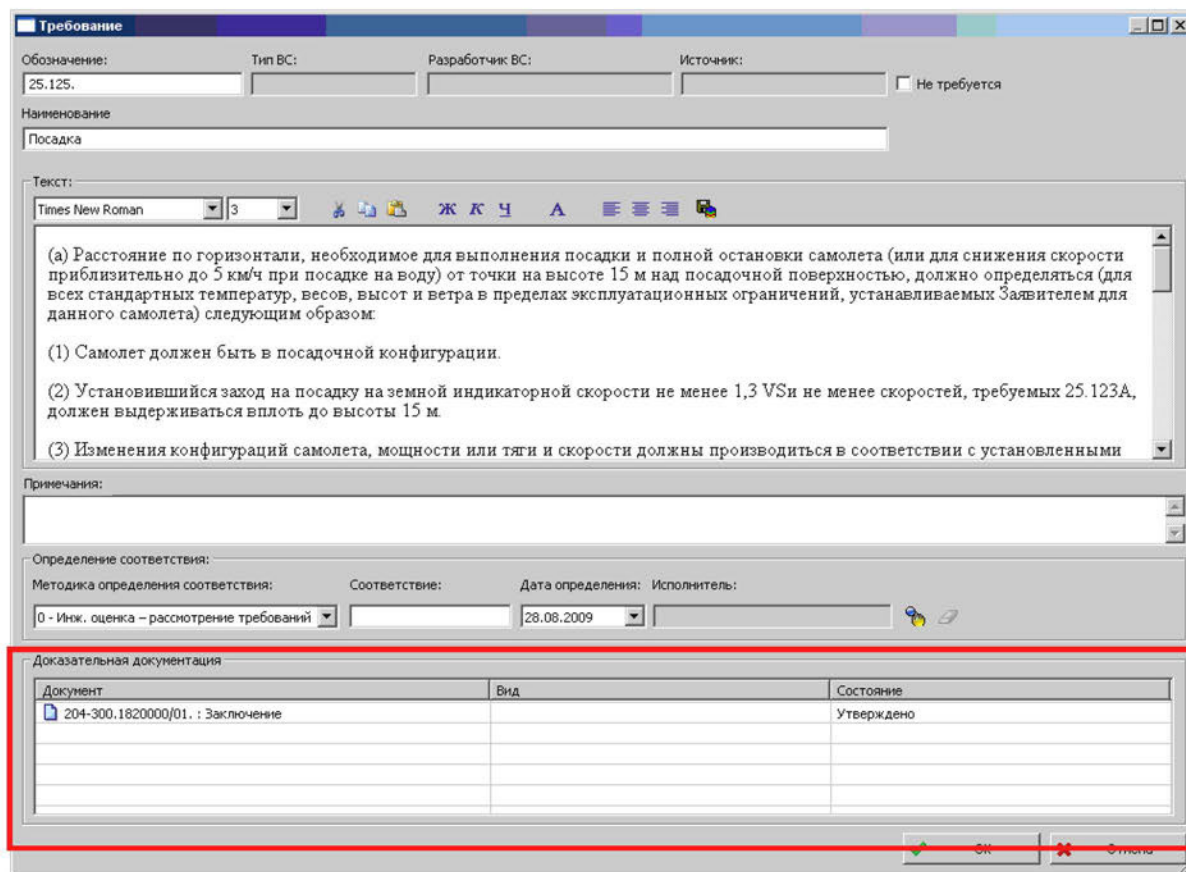 Требование
Обозначение: Тип ВС: Разработчик ВС: Источник:
25.125. Не требуется
Наименование
Посадка
Текст:
Times New Roman 3 Ж К Ч А
(а) Расстояние по горизонтали, необходимое для выполнения посадки и полной остановки самолета (или для снижения скорости
приблизительно до 5 км/ч при посадке на воду) от точки на высоте 15 м над посадочной поверхностью, должно определяться (для
всех стандартных температур, весов, высот и ветра в пределах эксплуатационных ограничений, устанавливаемых Заявителем для
данного самолета) следующим образом:
(1) Самолет должен быть в посадочной конфигурации.
(2) Установившийся заход на посадку на земной индикаторной скорости не менее 1,3 VSи не менее скоростей, требуемых 25.123А,
должен выдерживаться вплоть до высоты 15 м.
(3) Изменения конфигураций самолета, мощности или тяги и скорости должны производиться в соответствии с установленными
Примечания:
Определение соответствия:
Методика определения соответствия: Соответствие: Дата определения: Исполнитель:
0 - Инж. оценка – рассмотрение требований 28.08.2009
Доказательная документация
Документ Вид Состояние
204-300.1820000/01. : Заключение Утверждено
ОК Отмена